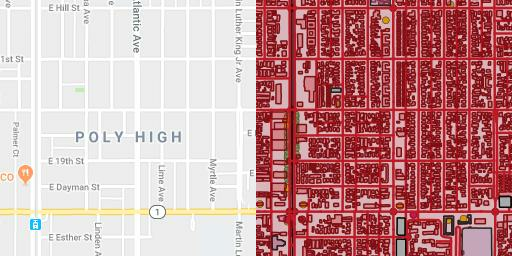 E Hill St
Atlantic Ave
Luther King Jr Ave
1st St
POLY HIGH
Palmer Ct
E 19th St
CO
E Dayman St
Lime Ave
Myrtle Ave
1
E Esther St
Linden
Martin L